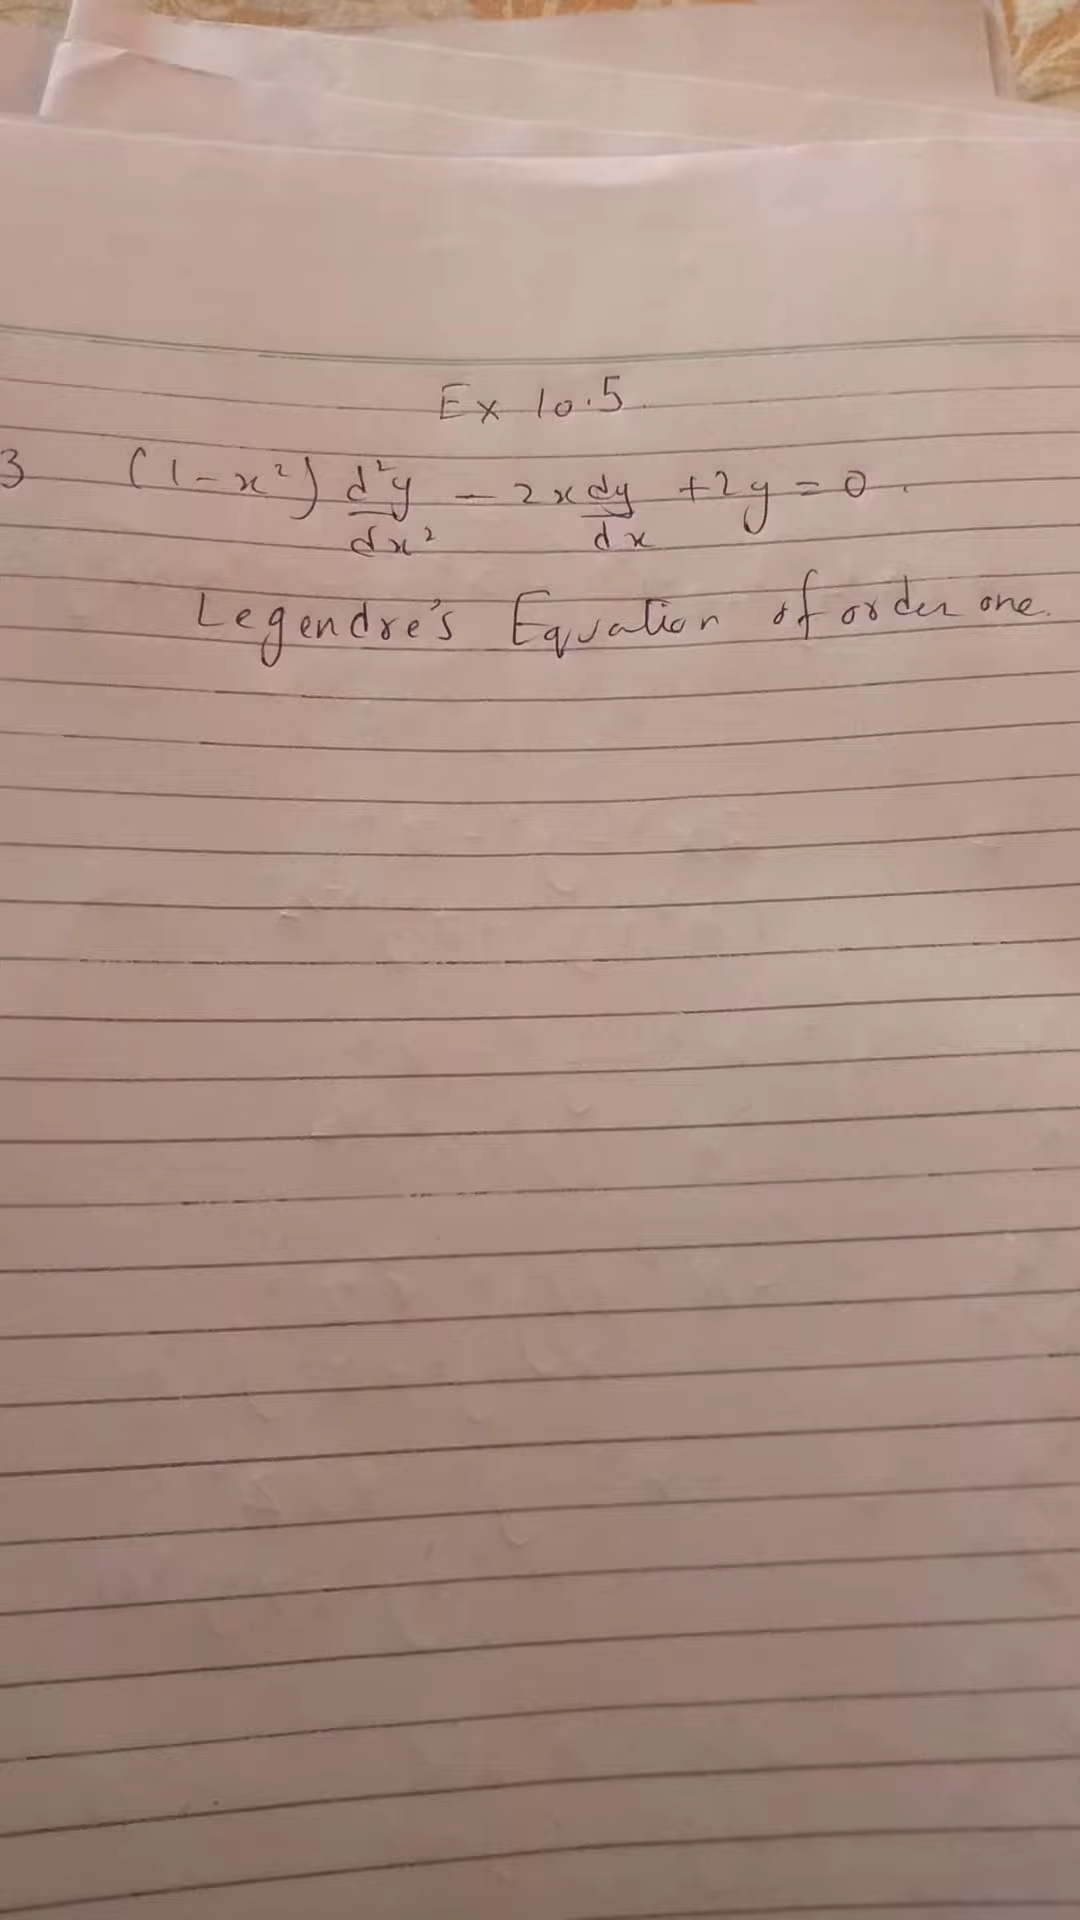 Ex 10.5
3 (1-x²) d²y/dx² - 2x dy/dx + 2y = 0.
Legendre's Equation of order one.